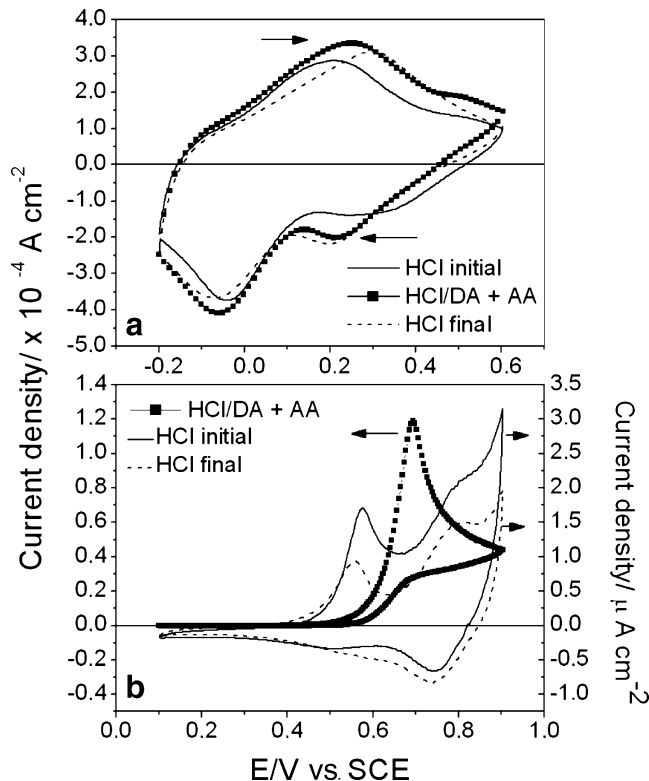 4.0
3.0
2.0
1.0
0.0
-1.0
-2.0
-3.0
-4.0
-5.0
-0.2 0.0 0.2 0.4 0.6
HCl initial
HCl/DA + AA
HCl final
a
Current density/ x 10⁻⁴ A cm⁻²
1.4
1.2
1.0
0.8
0.6
0.4
0.2
0.0
-0.2
-0.4
3.5
3.0
2.5
2.0
1.5
1.0
0.5
0.0
-0.5
-1.0
HCl/DA + AA
HCl initial
HCl final
b
Current density/ μ A cm⁻²
0.0 0.2 0.4 0.6 0.8 1.0
E/V vs. SCE